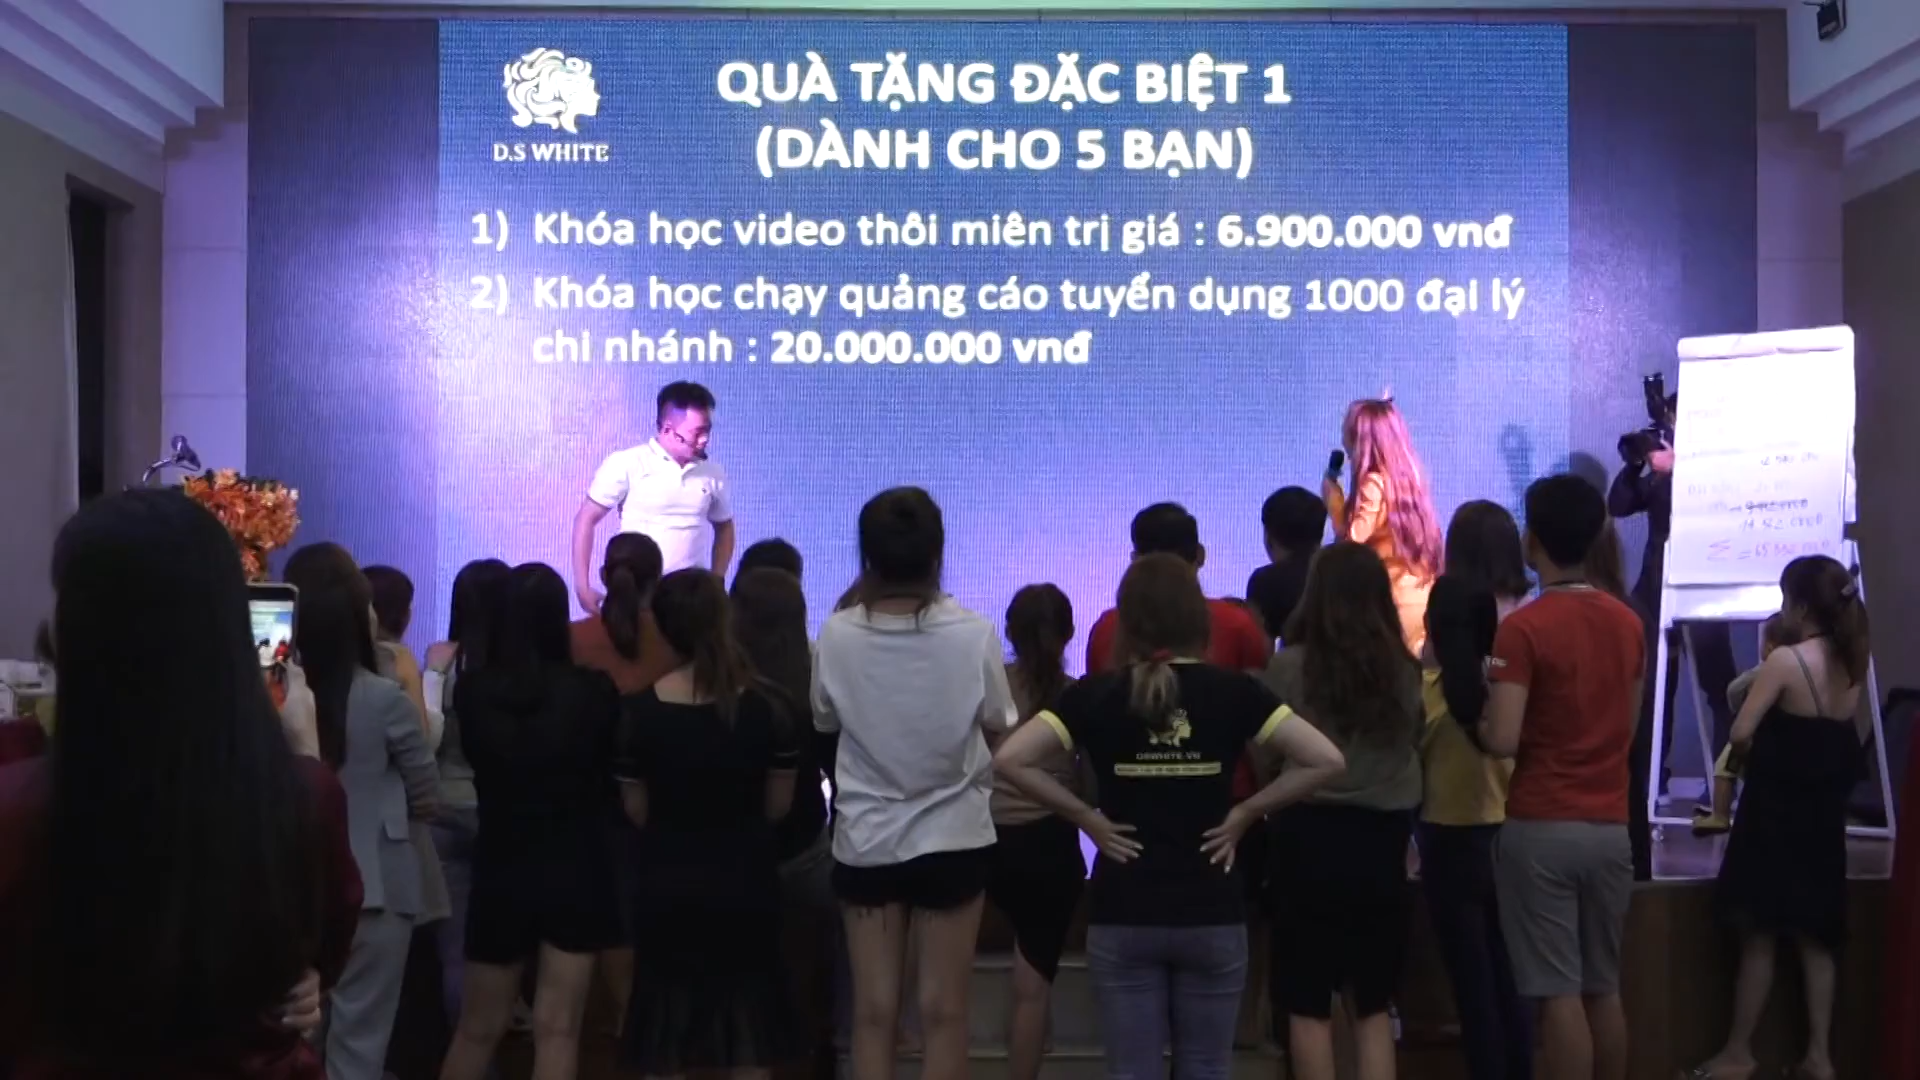 QUÀ TẶNG ĐẶC BIỆT 1
(DÀNH CHO 5 BẠN)
D.S WHITE
1) Khóa học video thôi miên trị giá : 6.900.000 vnđ
2) Khóa học chạy quảng cáo tuyển dụng 1000 đại lý
chi nhánh : 20.000.000 vnđ
DSWHITE.VN